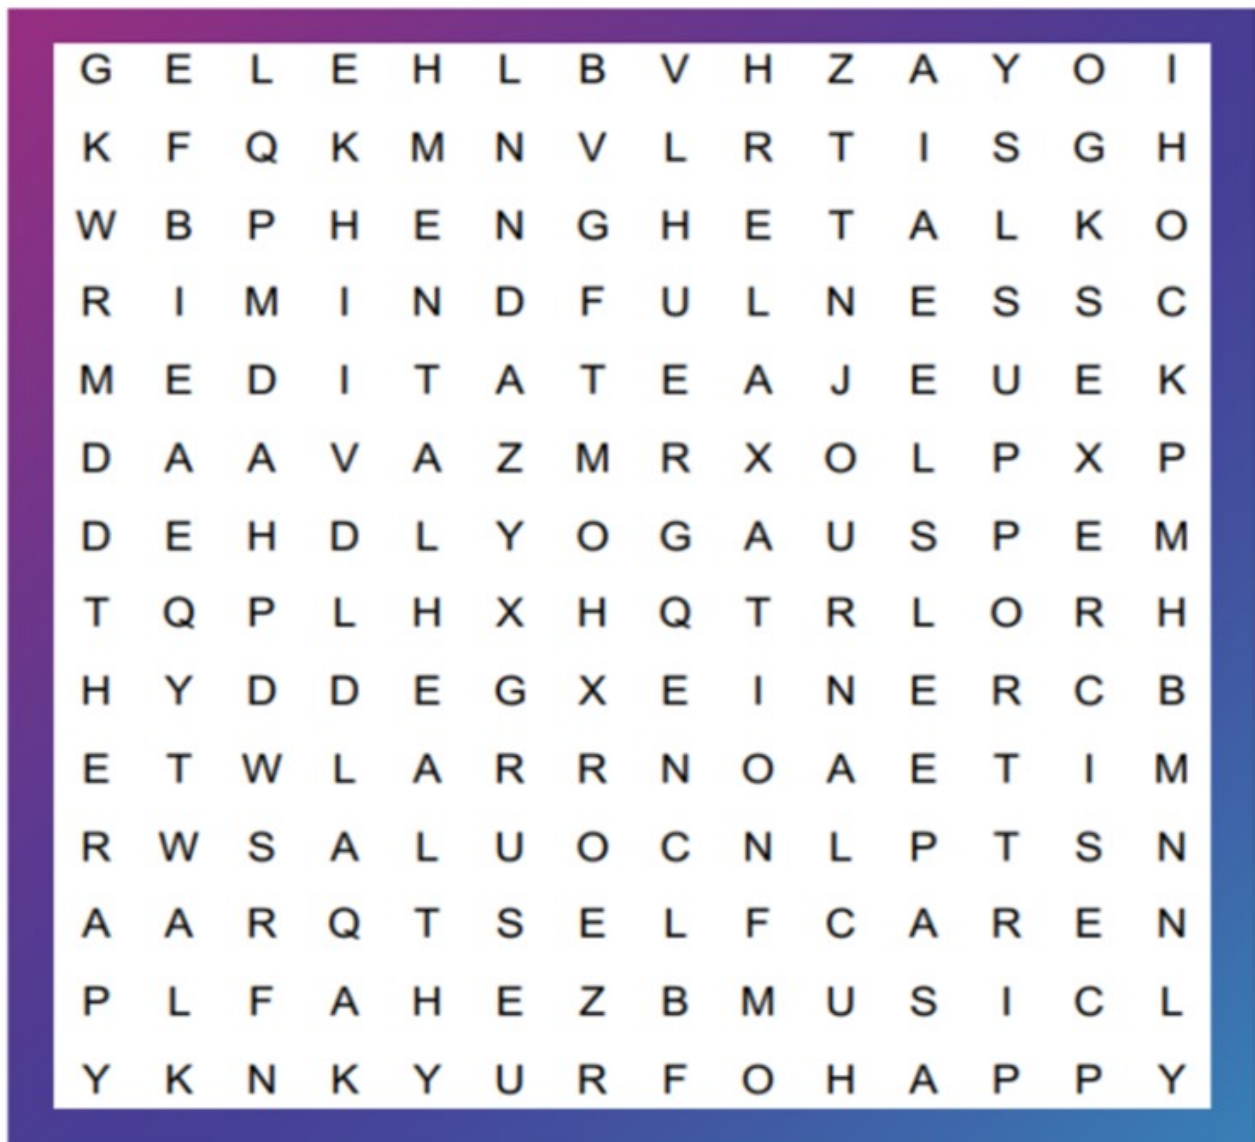 G E L E H L B V H Z A Y O I
K F Q K M N V L R T I S G H
W B P H E N G H E T A L K O
R I M I N D F U L N E S S C
M E D I T A T E A J E U E K
D A A V A Z M R X O L P X P
D E H D L Y O G A U S P E M
T Q P L H X H Q T R L O R H
H Y D D E G X E I N E R C B
E T W L A R R N O A E T I M
R W S A L U O C N L P T S N
A A R Q T S E L F C A R E N
P L F A H E Z B M U S I C L
Y K N K Y U R F O H A P P Y